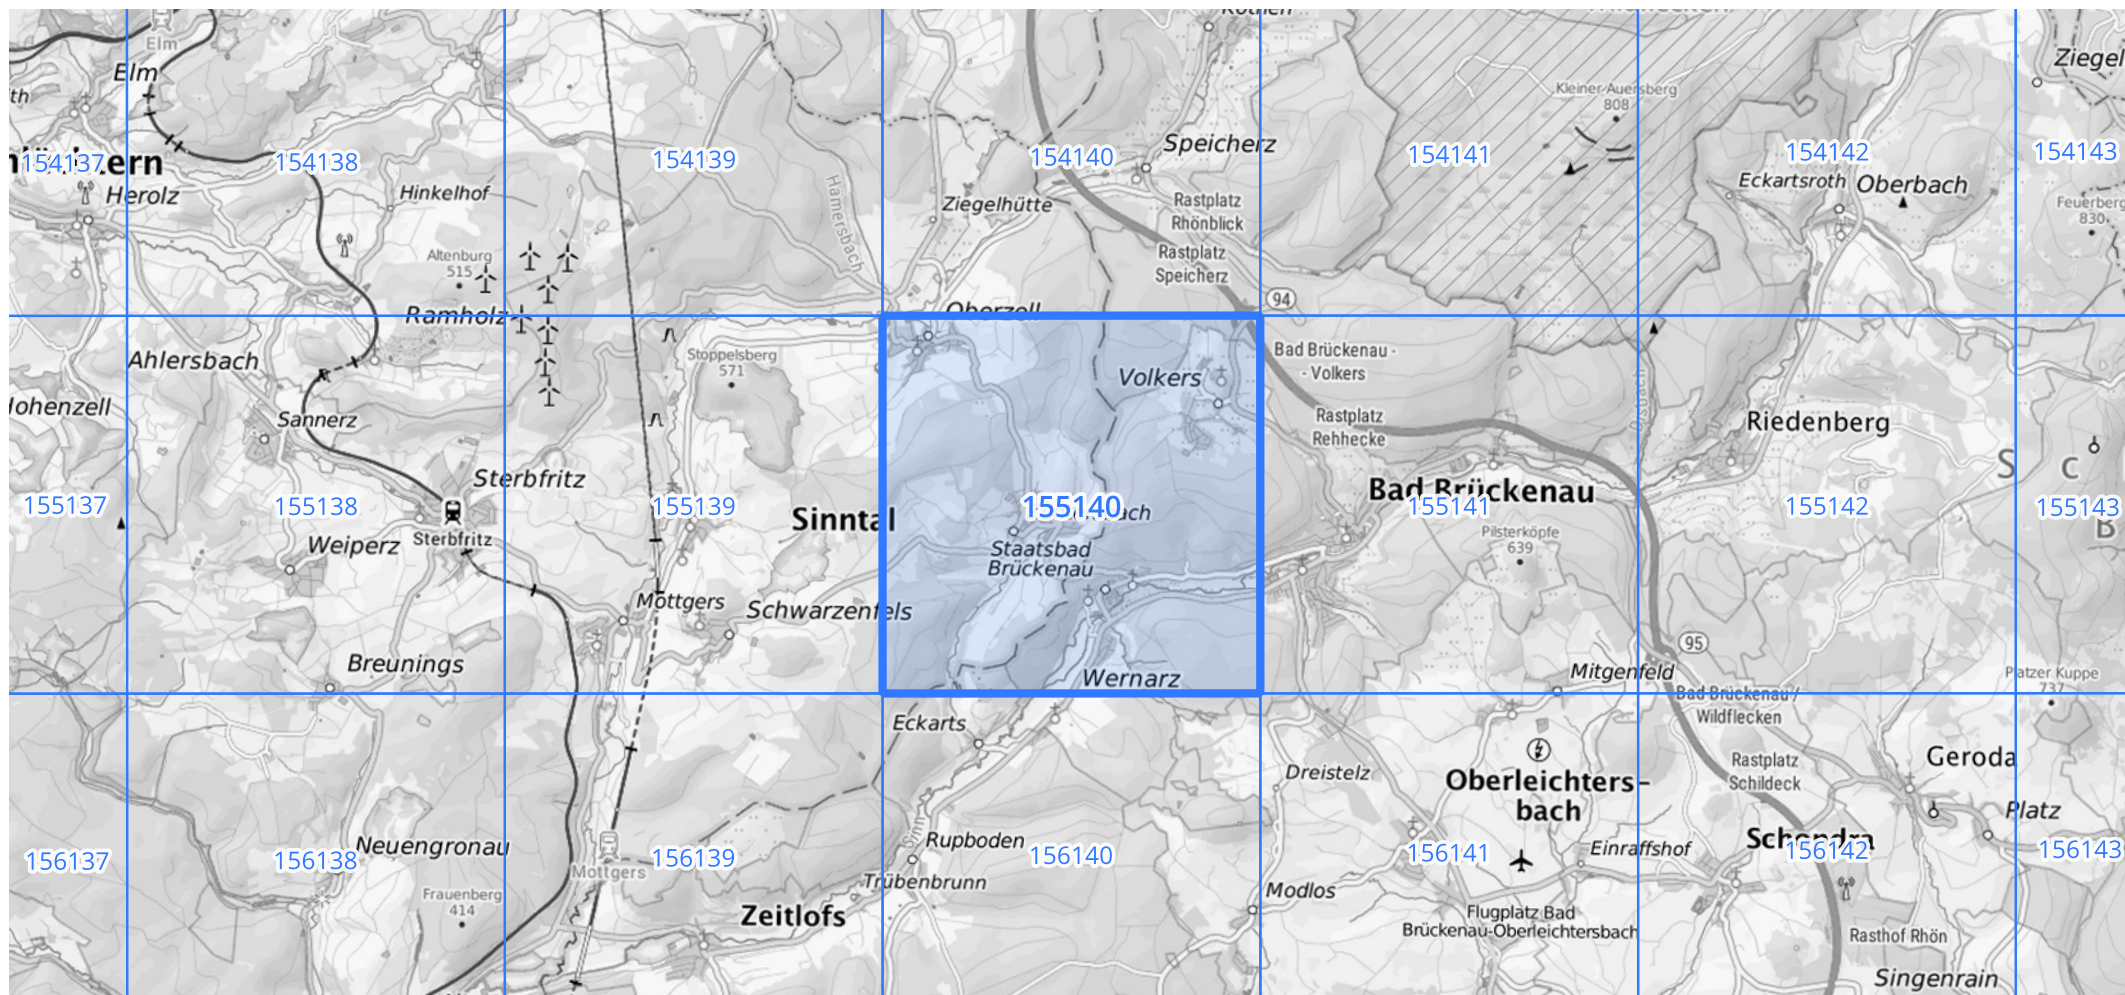 Elm
Elm
Herolz
154137
154138
Hinkelhof
Altenburg
515
Ramholz
154139
Hamersbach
154140
Speicherz
Ziegelhütte
Rastplatz
Rhönblick
Rastplatz
Speicherz
Oberzell
94
154141
Kleiner Auersberg
808
154142
Eckartsroth
Oberbach
154143
Feuerberg
830
Ahlersbach
Sannerz
Sterbfritz
155137
155138
Sterbfritz
Weiperz
Breunings
Stoppelsberg
571
155139
Sinntal
Mottgers
Schwarzenfels
Volkers
155140
Staatsbad
Brückenau
Wernarz
Bad Brückenau -
- Volkers
Rastplatz
Rehhecke
Bad Brückenau
155141
Pilsterköpfe
639
Mitgenfeld
95
Riedenberg
155142
S
C
155143
B
Platzer Kuppe
737
Bad Brückenau/
Wildflecken
156137
156138
Neuengronau
Frauenberg
414
156139
Mottgers
Zeitlofs
Eckarts
Sinn
Rupboden
156140
Trübenbrunn
Dreistelz
Oberleichters-
bach
156141
Einraffshof
Modlos
Flugplatz Bad
Brückenau-Oberleichtersbach
Rastplatz
Schildeck
Geroda
Platz
Schondra
156142
156143
Rasthof Rhön
Singenrain